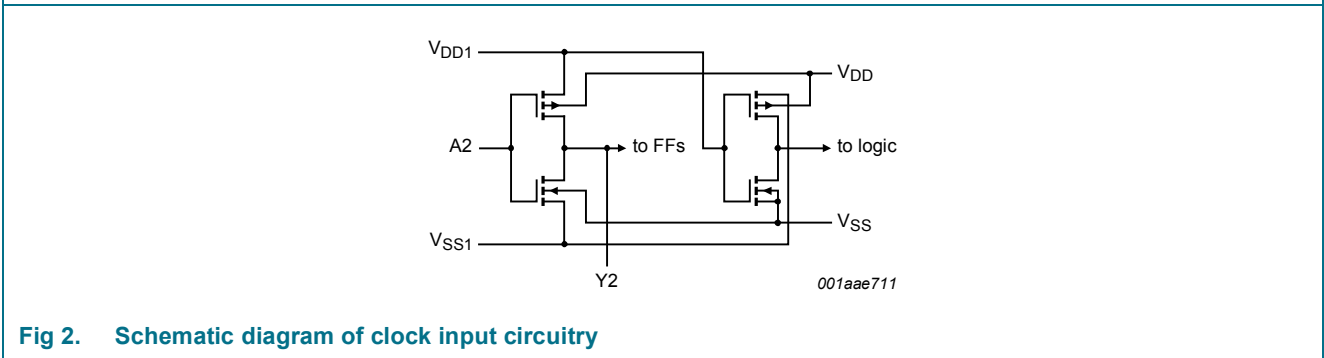 VDD1
VDD
A2
to FFs
to logic
VSS
VSS1
Y2
001aae711
Fig 2. Schematic diagram of clock input circuitry